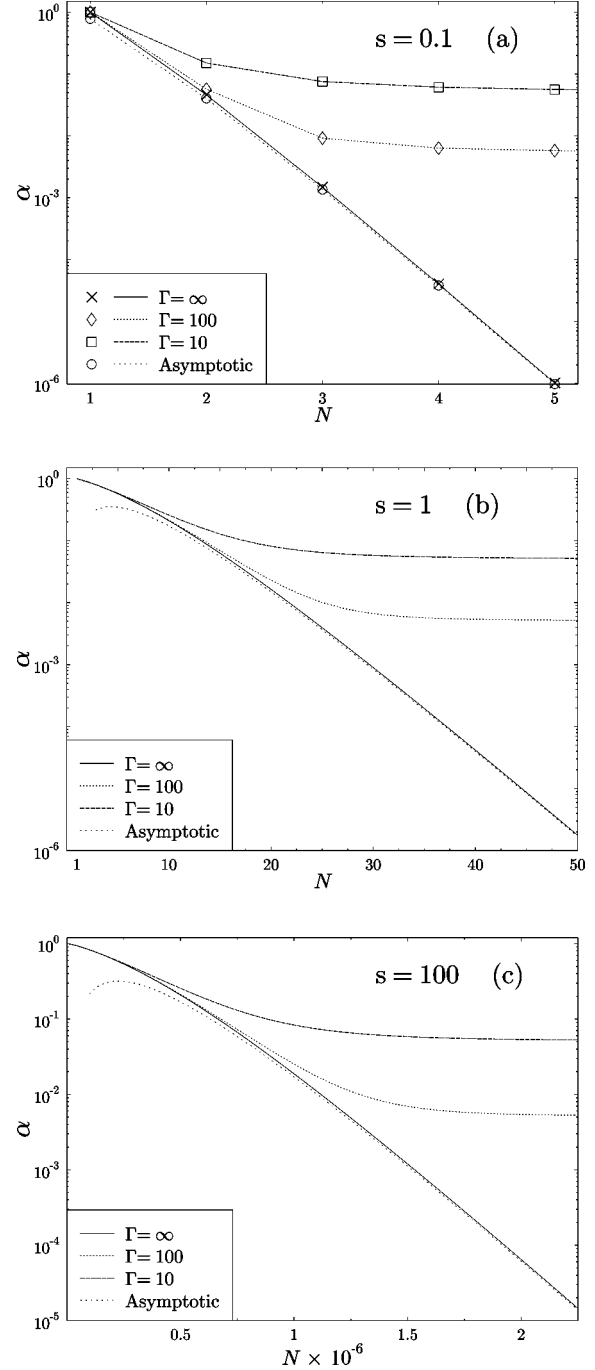 10^0
s = 0.1 (a)
α
10^-3
Γ= ∞
Γ= 100
Γ= 10
Asymptotic
10^-6
1 2 3 4 5
N
10^0
s = 1 (b)
α
10^-3
Γ= ∞
Γ= 100
Γ= 10
Asymptotic
10^-6
1 10 20 30 40 50
N
10^0
s = 100 (c)
10^-1
α
10^-2
10^-3
Γ= ∞
Γ= 100
10^-4
Γ= 10
Asymptotic
10^-5
0.5 1 1.5 2
N × 10^-6